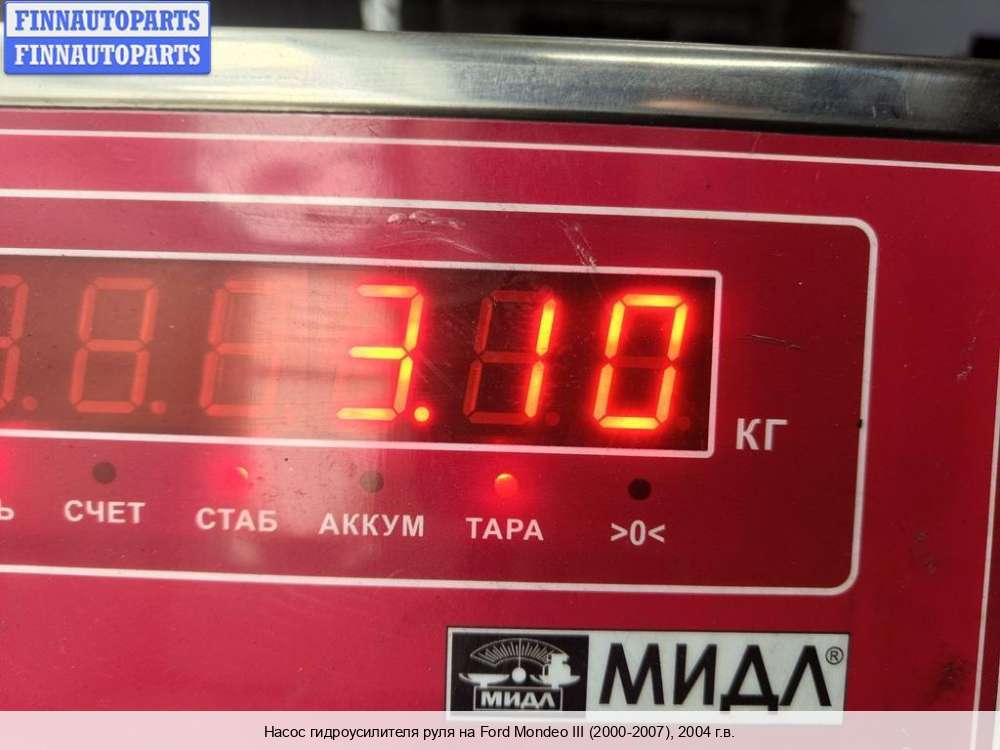 FINNAUTOPARTS
FINNAUTOPARTS
3.10
КГ
СЧЕТ СТАБ АККУМ ТАРА >0<
МИДЛ МИДЛ®
Насос гидроусилителя руля на Ford Mondeo III (2000-2007), 2004 г.в.